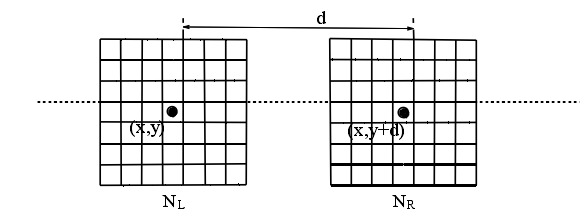 d
(x,y) (x,y+d)
N_L N_R